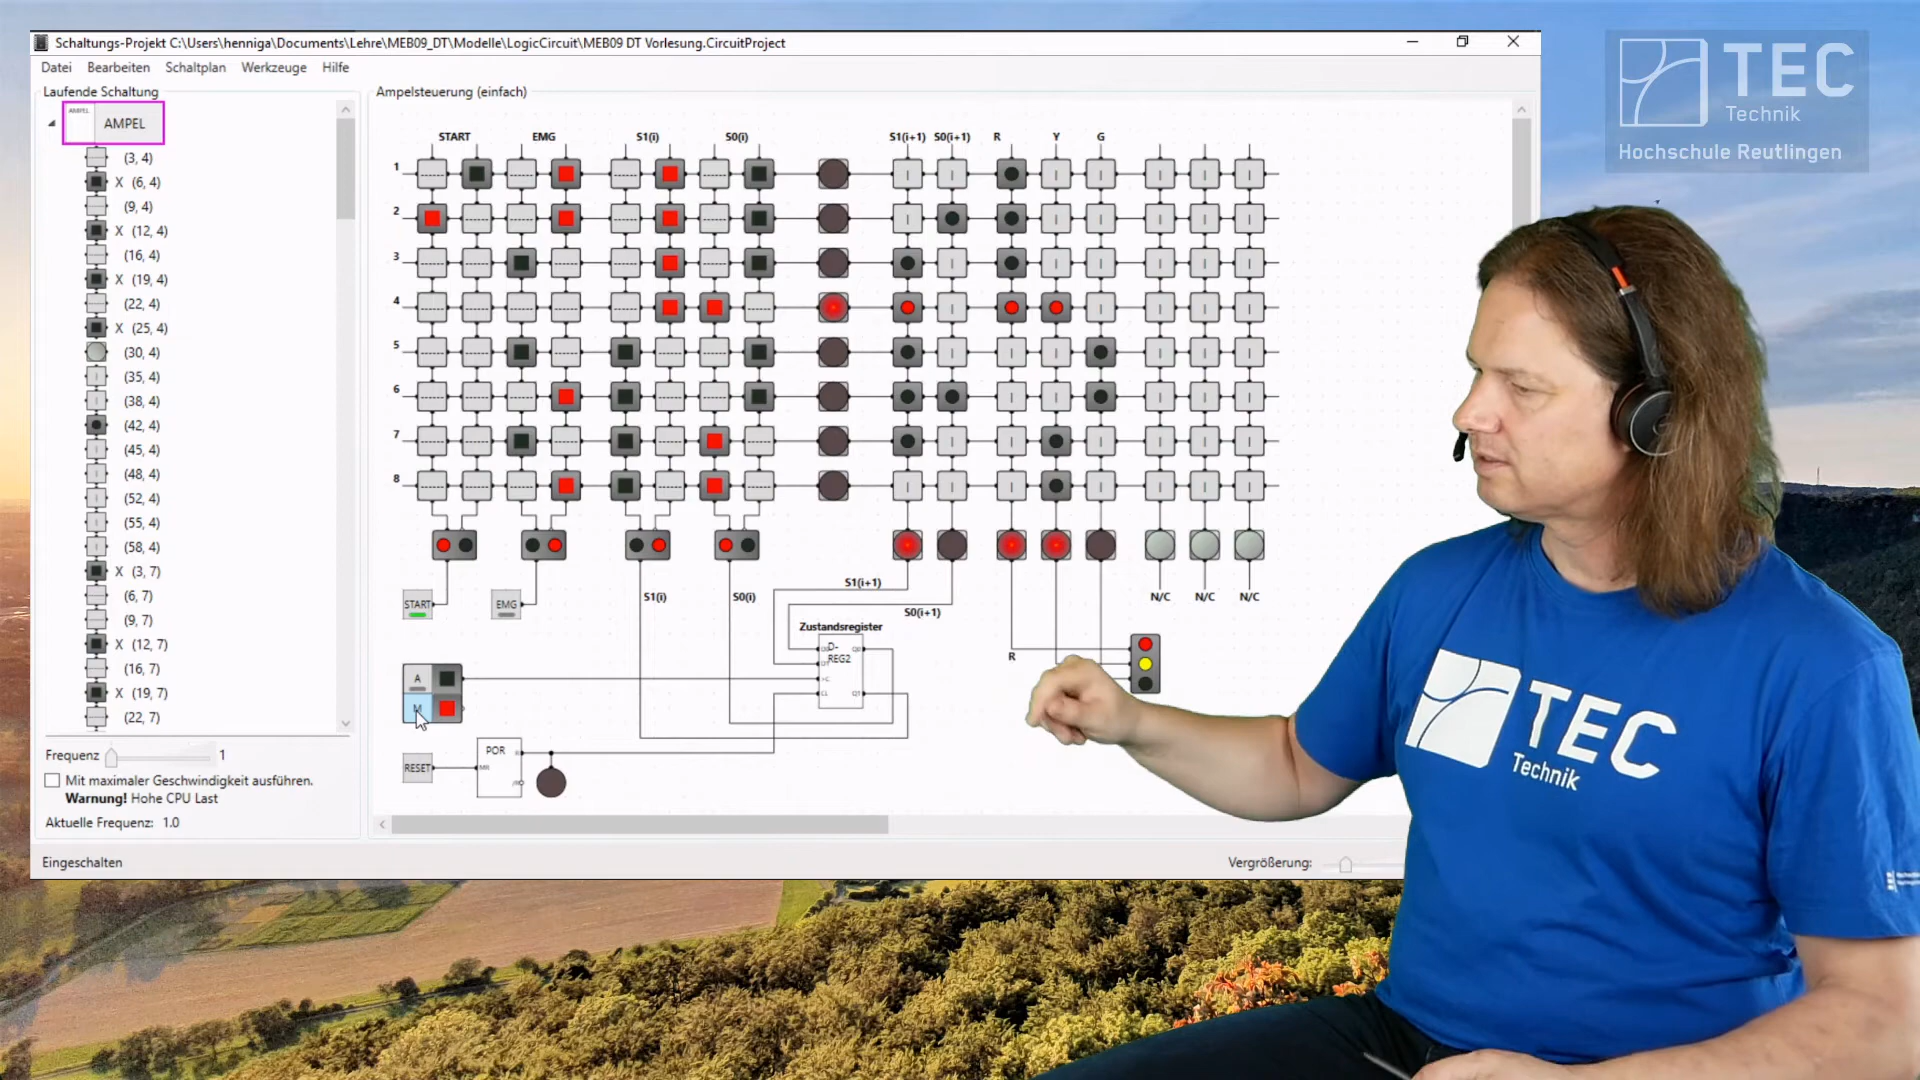 Schaltungs-Projekt C:\Users\henniga\Documents\Lehre\MEB09_DT\Modelle\LogicCircuit\MEB09 DT Vorlesung.CircuitProject
Datei Bearbeiten Schaltplan Werkzeuge Hilfe
Laufende Schaltung
AMPEL AMPEL
(3, 4)
X (6, 4)
(9, 4)
X (12, 4)
(16, 4)
X (19, 4)
(22, 4)
X (25, 4)
(30, 4)
(35, 4)
(38, 4)
(42, 4)
(45, 4)
(48, 4)
(52, 4)
(55, 4)
(58, 4)
X (3, 7)
(6, 7)
(9, 7)
X (12, 7)
(16, 7)
X (19, 7)
(22, 7)
Frequenz 1
Mit maximaler Geschwindigkeit ausführen.
Warnung! Hohe CPU Last
Aktuelle Frequenz: 1.0
Eingeschalten
Ampelsteuerung (einfach)
START EMG S1(i) S0(i) S1(i+1) S0(i+1) R Y G
1
2
3
4
5
6
7
8
S1(i+1)
START EMG S1(i) S0(i) S0(i+1) N/C N/C N/C
Zustandsregister
D-
REG2
R
A
M
POR
RESET
Vergrößerung:
TEC
Technik
Hochschule Reutlingen
TEC
Technik